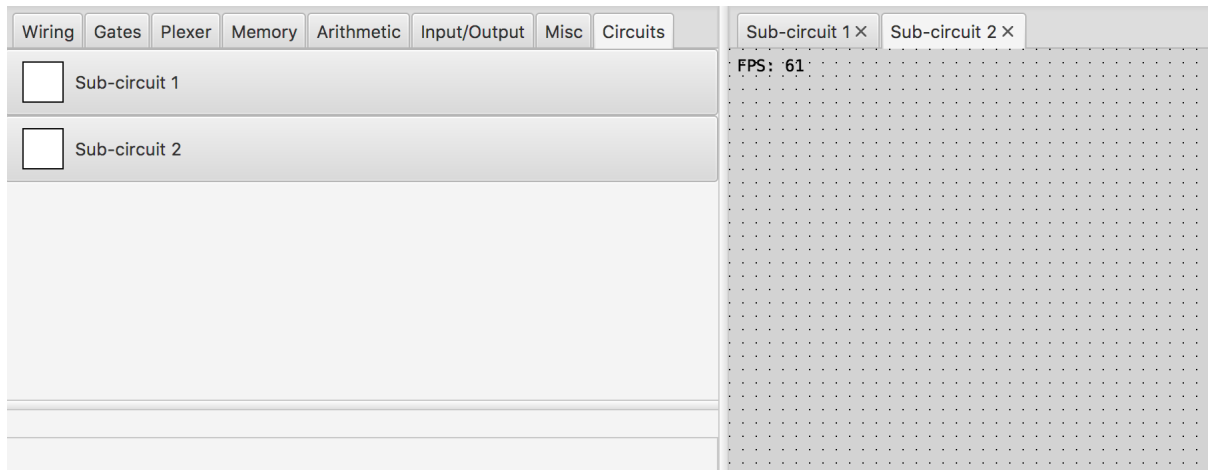 Wiring Gates Plexer Memory Arithmetic Input/Output Misc Circuits
Sub-circuit 1
Sub-circuit 2
Sub-circuit 1 × Sub-circuit 2 ×
FPS: 61